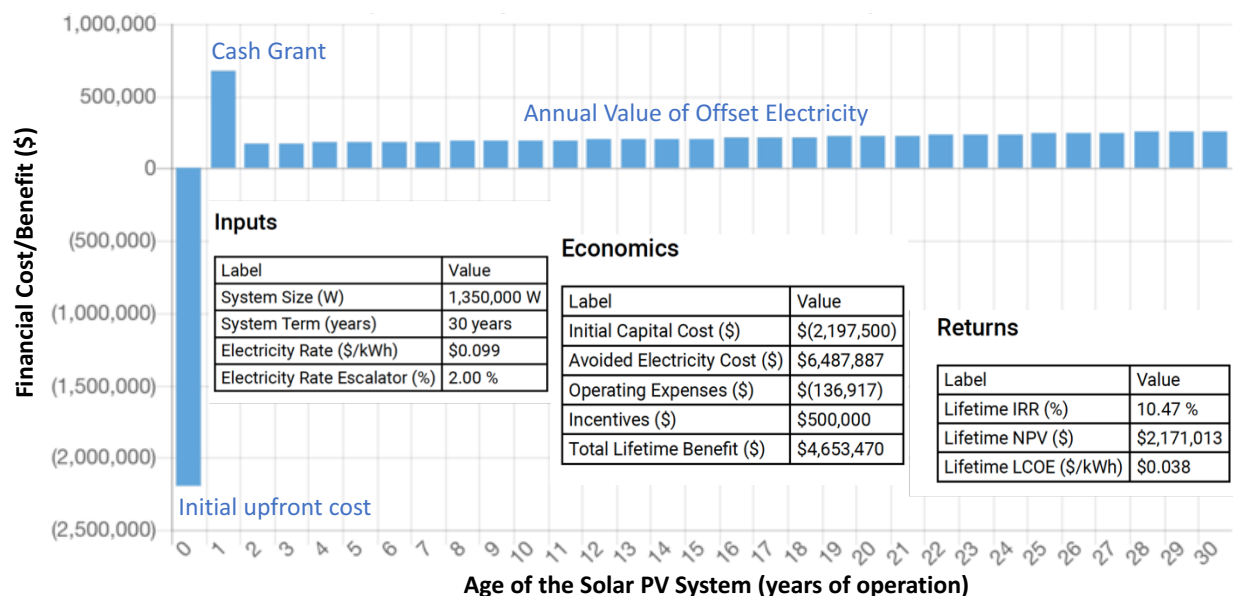 1,000,000
500,000
0
(500,000)
(1,000,000)
(1,500,000)
(2,000,000)
(2,500,000)
Financial Cost/Benefit ($)
Cash Grant
Annual Value of Offset Electricity
Initial upfront cost
Inputs
Label Value
System Size (W) 1,350,000 W
System Term (years) 30 years
Electricity Rate ($/kWh) $0.099
Electricity Rate Escalator (%) 2.00 %
Economics
Label Value
Initial Capital Cost ($) $(2,197,500)
Avoided Electricity Cost ($) $6,487,887
Operating Expenses ($) $(136,917)
Incentives ($) $500,000
Total Lifetime Benefit ($) $4,653,470
Returns
Label Value
Lifetime IRR (%) 10.47 %
Lifetime NPV ($) $2,171,013
Lifetime LCOE ($/kWh) $0.038
0 1 2 3 4 5 6 7 8 9 10 11 12 13 14 15 16 17 18 19 20 21 22 23 24 25 26 27 28 29 30
Age of the Solar PV System (years of operation)